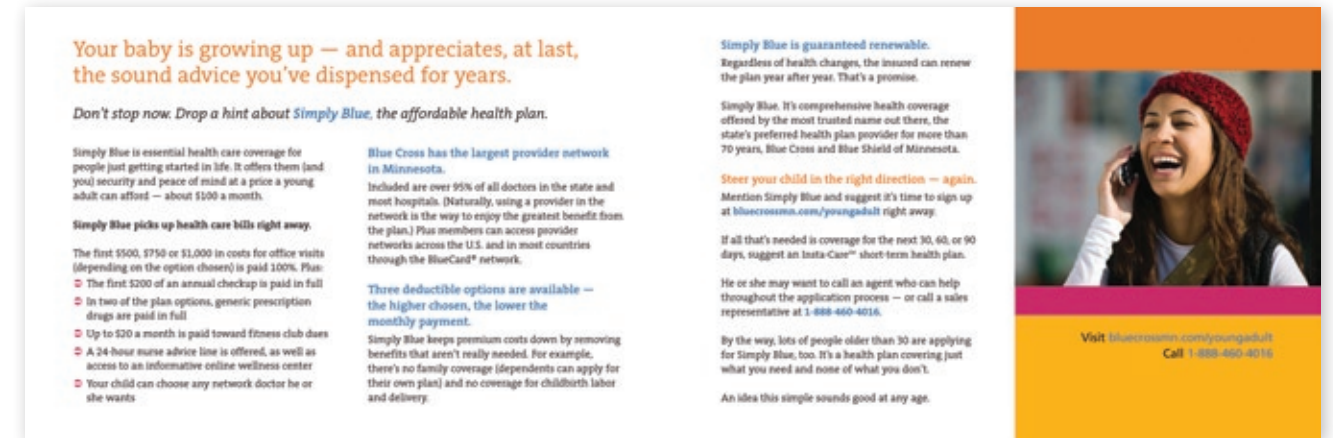 Your baby is growing up — and appreciates, at last,
the sound advice you've dispensed for years.
Don't stop now. Drop a hint about Simply Blue, the affordable health plan.
Simply Blue is essential health care coverage for
people just getting started in life. It offers them (and
you) security and peace of mind at a price a young
adult can afford — about $100 a month.
Simply Blue picks up health care bills right away.
The first $500, $750 or $1,000 in costs for office visits
(depending on the option chosen) is paid 100%. Plus:
The first $200 of an annual checkup is paid in full
In two of the plan options, generic prescription
drugs are paid in full
Up to $20 a month is paid toward fitness club dues
A 24-hour nurse advice line is offered, as well as
access to an informative online wellness center
Your child can choose any network doctor he or
she wants
Blue Cross has the largest provider network
in Minnesota.
Included are over 95% of all doctors in the state and
most hospitals. (Naturally, using a provider in the
network is the way to enjoy the greatest benefit from
the plan.) Plus members can access provider
networks across the U.S. and in most countries
through the BlueCard® network.
Three deductible options are available —
the higher chosen, the lower the
monthly payment.
Simply Blue keeps premium costs down by removing
benefits that aren't really needed. For example,
there's no family coverage (dependents can apply for
their own plan) and no coverage for childbirth labor
and delivery.
Simply Blue is guaranteed renewable.
Regardless of health changes, the insured can renew
the plan year after year. That's a promise.
Simply Blue. It's comprehensive health coverage
offered by the most trusted name out there, the
state's preferred health plan provider for more than
70 years, Blue Cross and Blue Shield of Minnesota.
Steer your child in the right direction — again.
Mention Simply Blue and suggest it's time to sign up
at bluecrossmn.com/youngadult right away.
If all that's needed is coverage for the next 30, 60, or 90
days, suggest an Insta-Care℠ short-term health plan.
He or she may want to call an agent who can help
throughout the application process — or call a sales
representative at 1-888-460-4016.
By the way, lots of people older than 30 are applying
for Simply Blue, too. It's a health plan covering just
what you need and none of what you don't.
An idea this simple sounds good at any age.
Visit bluecrossmn.com/youngadult
Call 1-888-460-4016